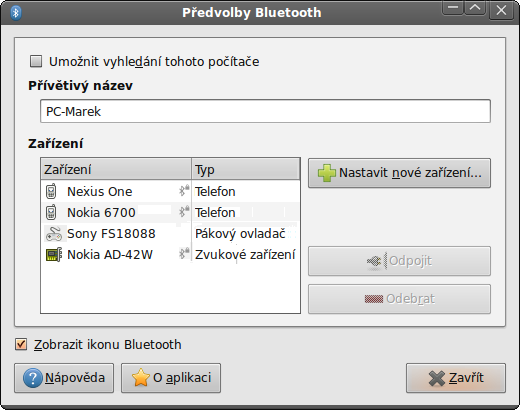 Předvolby Bluetooth
Umožnit vyhledání tohoto počítače
Přívětivý název
PC-Marek
Zařízení
Zařízení Typ
Nexus One Telefon
Nokia 6700 Telefon
Sony FS18088 Pákový ovladač
Nokia AD-42W Zvukové zařízení
Nastavit nové zařízení...
Odpojit
Odebrat
Zobrazit ikonu Bluetooth
Nápověda
O aplikaci
Zavřít